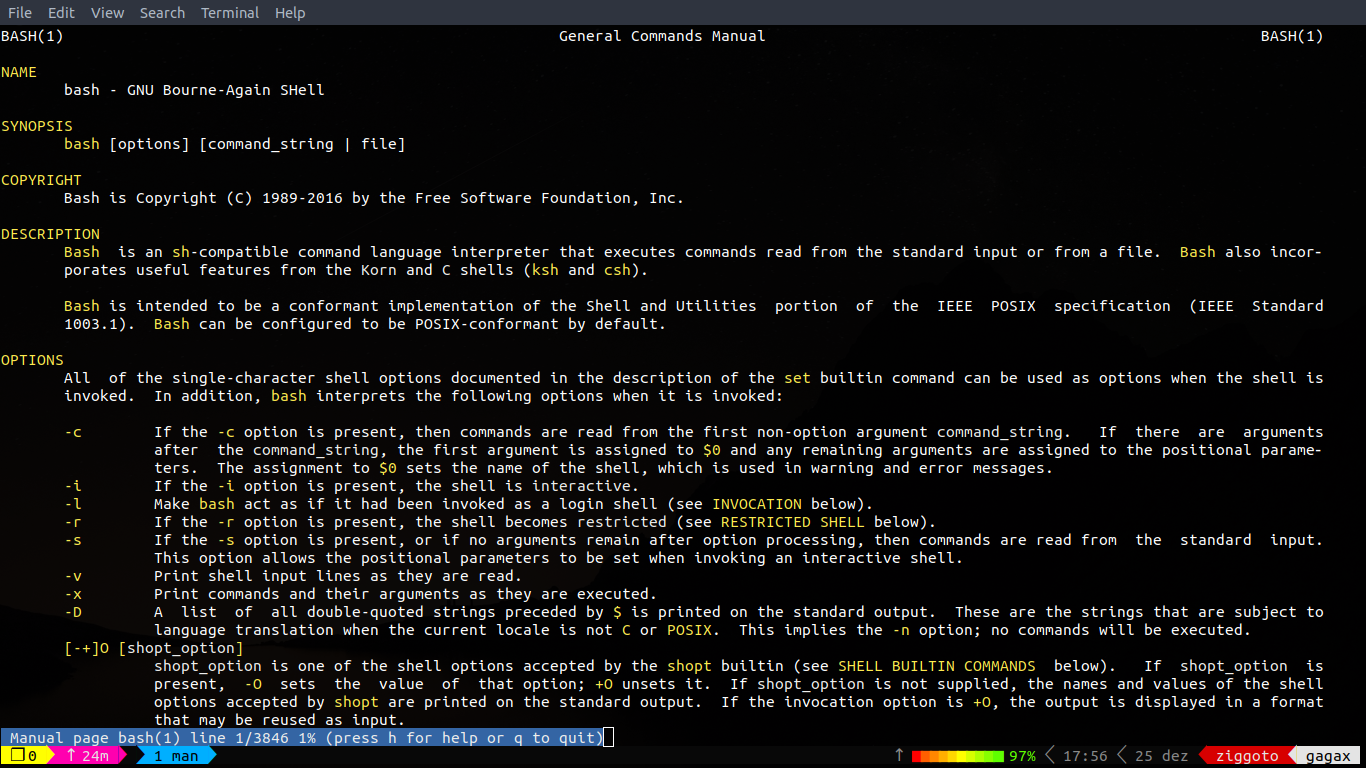 File Edit View Search Terminal Help
BASH(1) General Commands Manual BASH(1)
NAME
bash - GNU Bourne-Again SHell
SYNOPSIS
bash [options] [command_string | file]
COPYRIGHT
Bash is Copyright (C) 1989-2016 by the Free Software Foundation, Inc.
DESCRIPTION
Bash is an sh-compatible command language interpreter that executes commands read from the standard input or from a file. Bash also incor-
porates useful features from the Korn and C shells (ksh and csh).
Bash is intended to be a conformant implementation of the Shell and Utilities portion of the IEEE POSIX specification (IEEE Standard
1003.1). Bash can be configured to be POSIX-conformant by default.
OPTIONS
All of the single-character shell options documented in the description of the set builtin command can be used as options when the shell is
invoked. In addition, bash interprets the following options when it is invoked:
-c If the -c option is present, then commands are read from the first non-option argument command_string. If there are arguments
after the command_string, the first argument is assigned to $0 and any remaining arguments are assigned to the positional parame-
ters. The assignment to $0 sets the name of the shell, which is used in warning and error messages.
-i If the -i option is present, the shell is interactive.
-l Make bash act as if it had been invoked as a login shell (see INVOCATION below).
-r If the -r option is present, the shell becomes restricted (see RESTRICTED SHELL below).
-s If the -s option is present, or if no arguments remain after option processing, then commands are read from the standard input.
This option allows the positional parameters to be set when invoking an interactive shell.
-v Print shell input lines as they are read.
-x Print commands and their arguments as they are executed.
-D A list of all double-quoted strings preceded by $ is printed on the standard output. These are the strings that are subject to
language translation when the current locale is not C or POSIX. This implies the -n option; no commands will be executed.
[-+]O [shopt_option]
shopt_option is one of the shell options accepted by the shopt builtin (see SHELL BUILTIN COMMANDS below). If shopt_option is
present, -O sets the value of that option; +O unsets it. If shopt_option is not supplied, the names and values of the shell
options accepted by shopt are printed on the standard output. If the invocation option is +O, the output is displayed in a format
that may be reused as input.
Manual page bash(1) line 1/3846 1% (press h for help or q to quit)
❐ 0 ↑ 24m 1 man ↑ 97% 17:56 25 dez ziggoto gagax